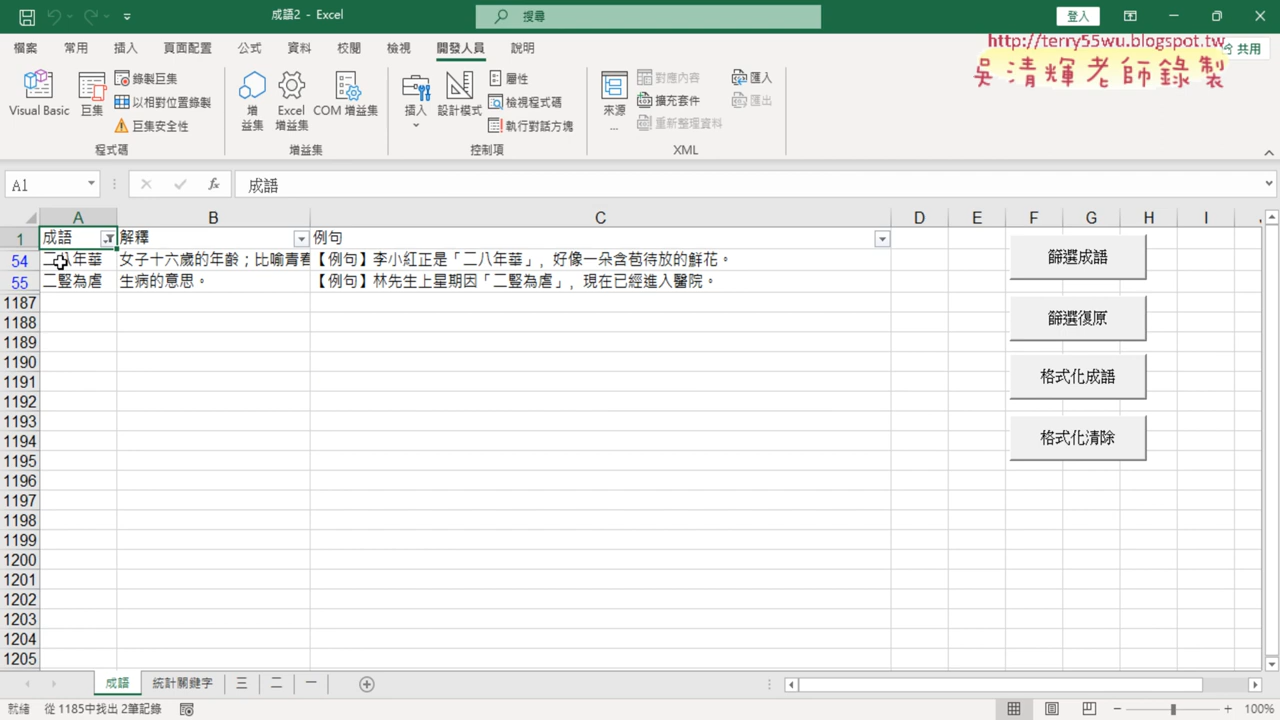 成語2 - Excel
搜尋
登入
http://terry55wu.blogspot.tw
吳清輝老師錄製
檔案 常用 插入 頁面配置 公式 資料 校閱 檢視 開發人員 說明 共用
Visual Basic 巨集 錄製巨集 以相對位置錄製 巨集安全性
程式碼
增益集 Excel 增益集 COM 增益集
增益集
插入 設計模式 屬性 檢視程式碼 執行對話方塊
控制項
來源... 對應內容 擴充套件 重新整理資料 匯入 匯出
XML
A1 fx 成語
A B C D E F G H I
1 成語 解釋 例句
54 二八年華 女子十六歲的年齡；比喻青春 【例句】李小紅正是「二八年華」，好像一朵含苞待放的鮮花。
55 二豎為虐 生病的意思。 【例句】林先生上星期因「二豎為虐」，現在已經進入醫院。
1187
1188
1189
1190
1191
1192
1193
1194
1195
1196
1197
1198
1199
1200
1201
1202
1203
1204
1205
篩選成語
篩選復原
格式化成語
格式化清除
成語 統計關鍵字 三 二 一
就緒 從 1185中找出 2筆記錄 100%